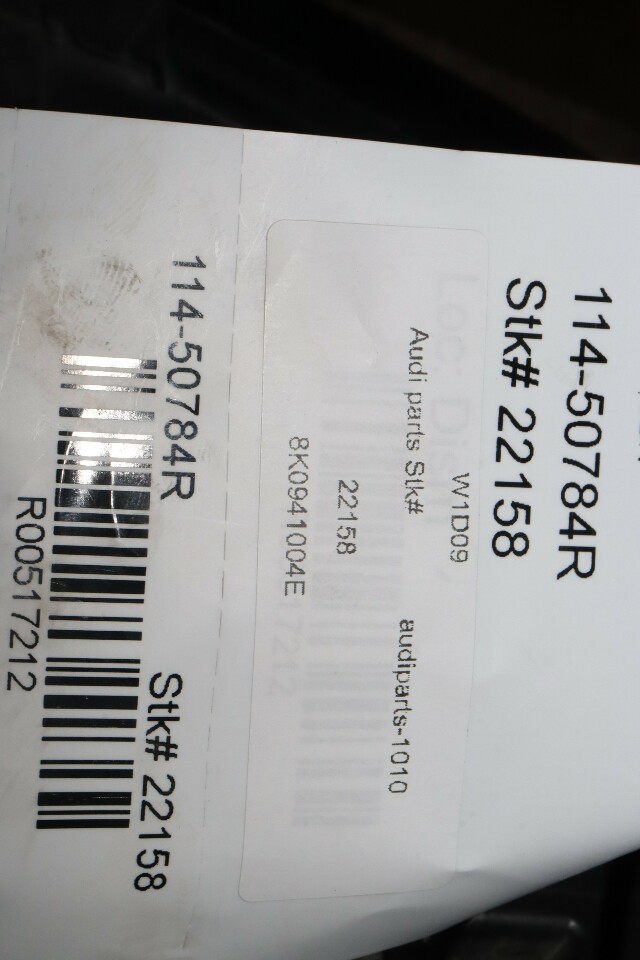 114-50784R
Stk# 22158
W1D09
Audi parts Stk#
audiparts-1010
22158
8K0941004E
114-50784R
Stk# 22158
R00517212